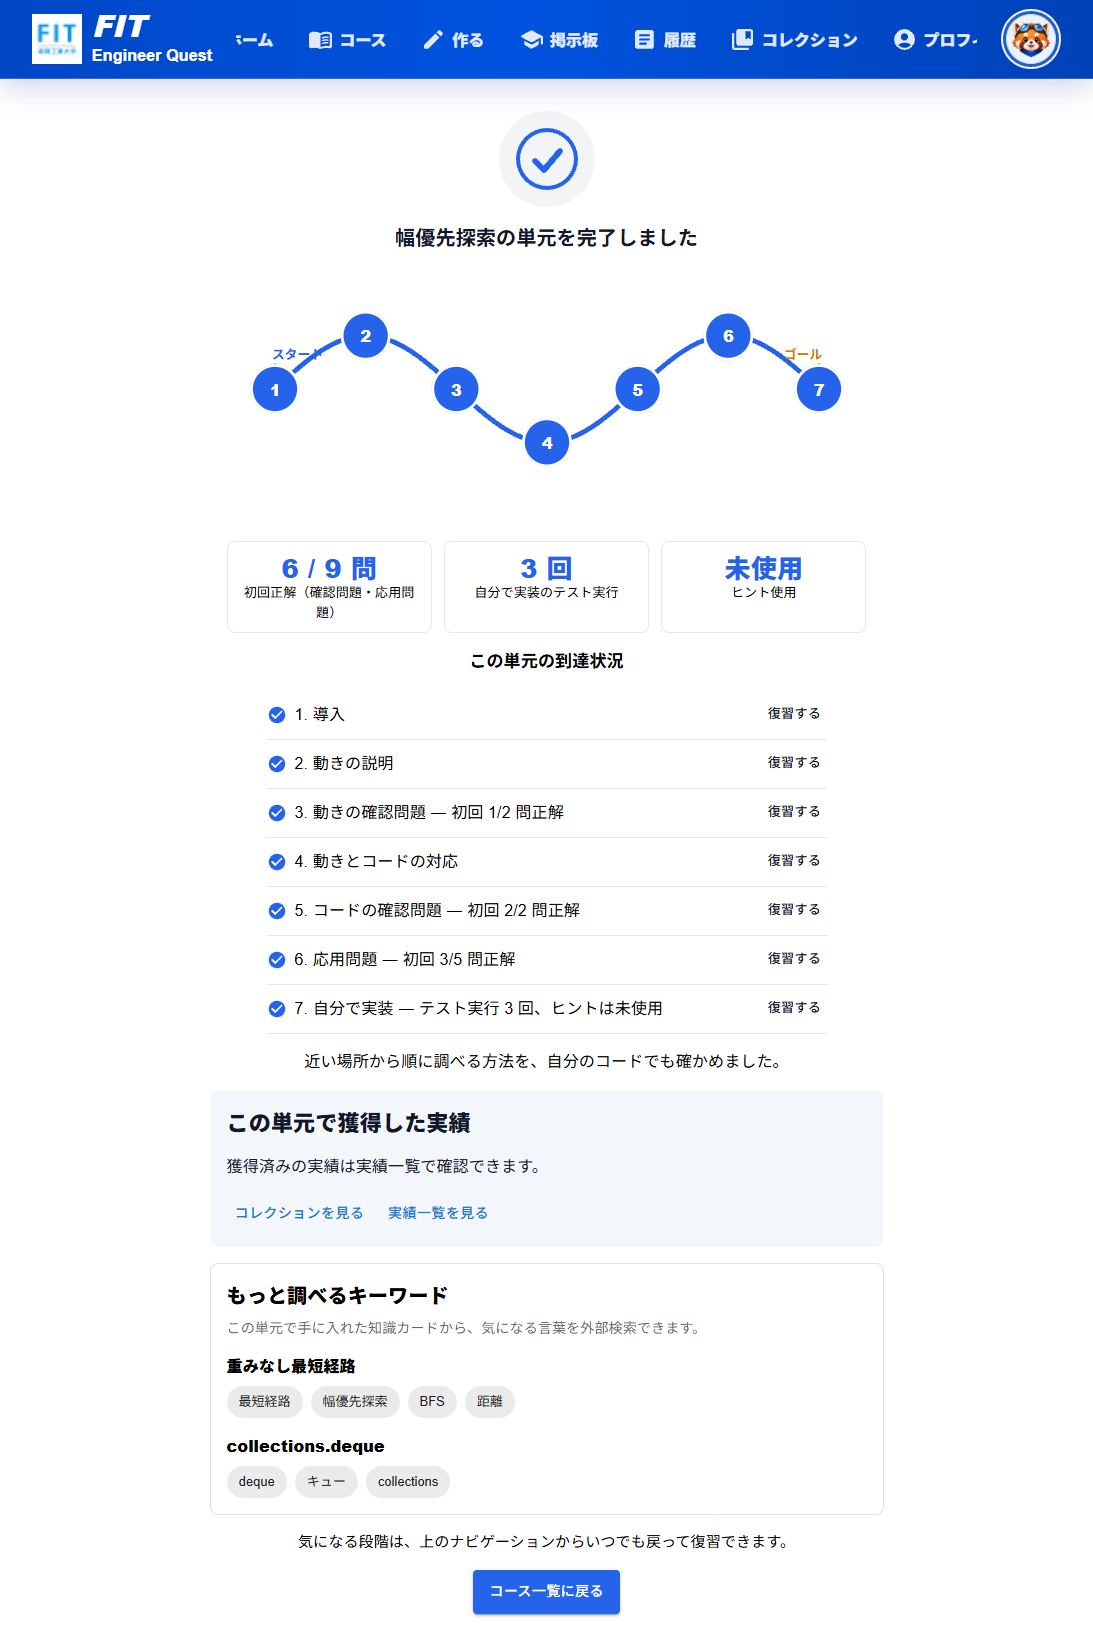 FIT
福岡工業大学
FIT
Engineer Quest
ホーム
コース
作る
掲示板
履歴
コレクション
プロフィ
幅優先探索の単元を完了しました
スタート
ゴール
1
2
3
4
5
6
7
6 / 9 問
初回正解（確認問題・応用問
題）
3 回
自分で実装のテスト実行
未使用
ヒント使用
この単元の到達状況
1. 導入
復習する
2. 動きの説明
復習する
3. 動きの確認問題 — 初回 1/2 問正解
復習する
4. 動きとコードの対応
復習する
5. コードの確認問題 — 初回 2/2 問正解
復習する
6. 応用問題 — 初回 3/5 問正解
復習する
7. 自分で実装 — テスト実行 3 回、ヒントは未使用
復習する
近い場所から順に調べる方法を、自分のコードでも確かめました。
この単元で獲得した実績
獲得済みの実績は実績一覧で確認できます。
コレクションを見る
実績一覧を見る
もっと調べるキーワード
この単元で手に入れた知識カードから、気になる言葉を外部検索できます。
重みなし最短経路
最短経路
幅優先探索
BFS
距離
collections.deque
deque
キュー
collections
気になる段階は、上のナビゲーションからいつでも戻って復習できます。
コース一覧に戻る